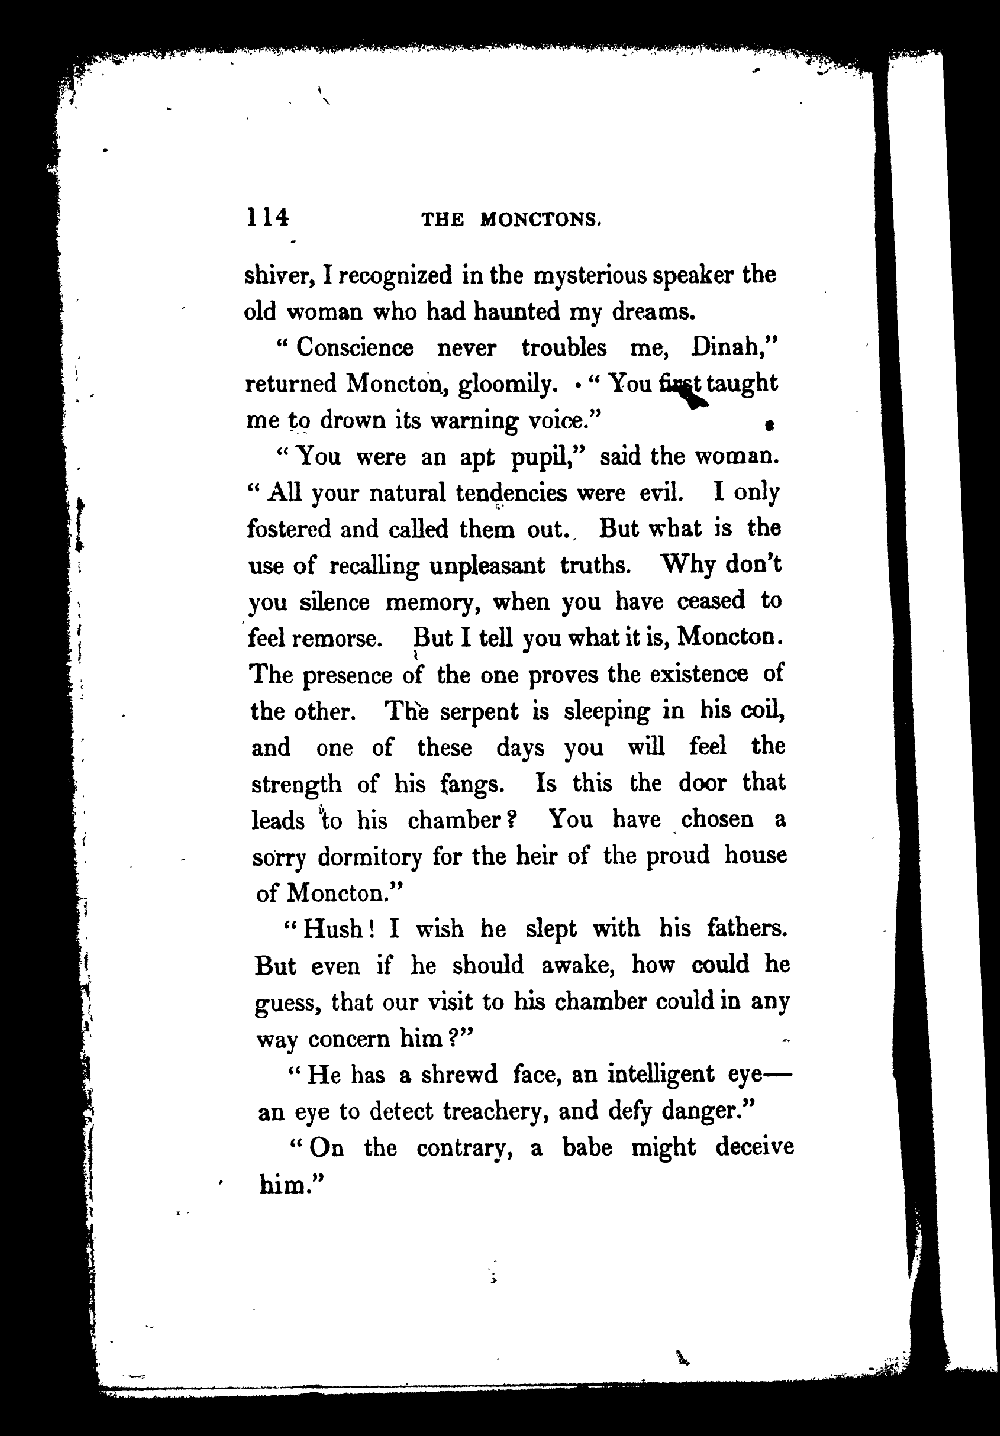 114 THE MONCTONS.
shiver, I recognized in the mysterious speaker the
old woman who had haunted my dreams.
“ Conscience never troubles me, Dinah,”
returned Moncton, gloomily. “ You first taught
me to drown its warning voice.”
“ You were an apt pupil,” said the woman.
“ All your natural tendencies were evil. I only
fostered and called them out. But what is the
use of recalling unpleasant truths. Why don't
you silence memory, when you have ceased to
feel remorse. But I tell you what it is, Moncton.
The presence of the one proves the existence of
the other. The serpent is sleeping in his coil,
and one of these days you will feel the
strength of his fangs. Is this the door that
leads to his chamber? You have chosen a
sorry dormitory for the heir of the proud house
of Moncton.”
“ Hush! I wish he slept with his fathers.
But even if he should awake, how could he
guess, that our visit to his chamber could in any
way concern him?”
“ He has a shrewd face, an intelligent eye—
an eye to detect treachery, and defy danger.”
“ On the contrary, a babe might deceive
him.”